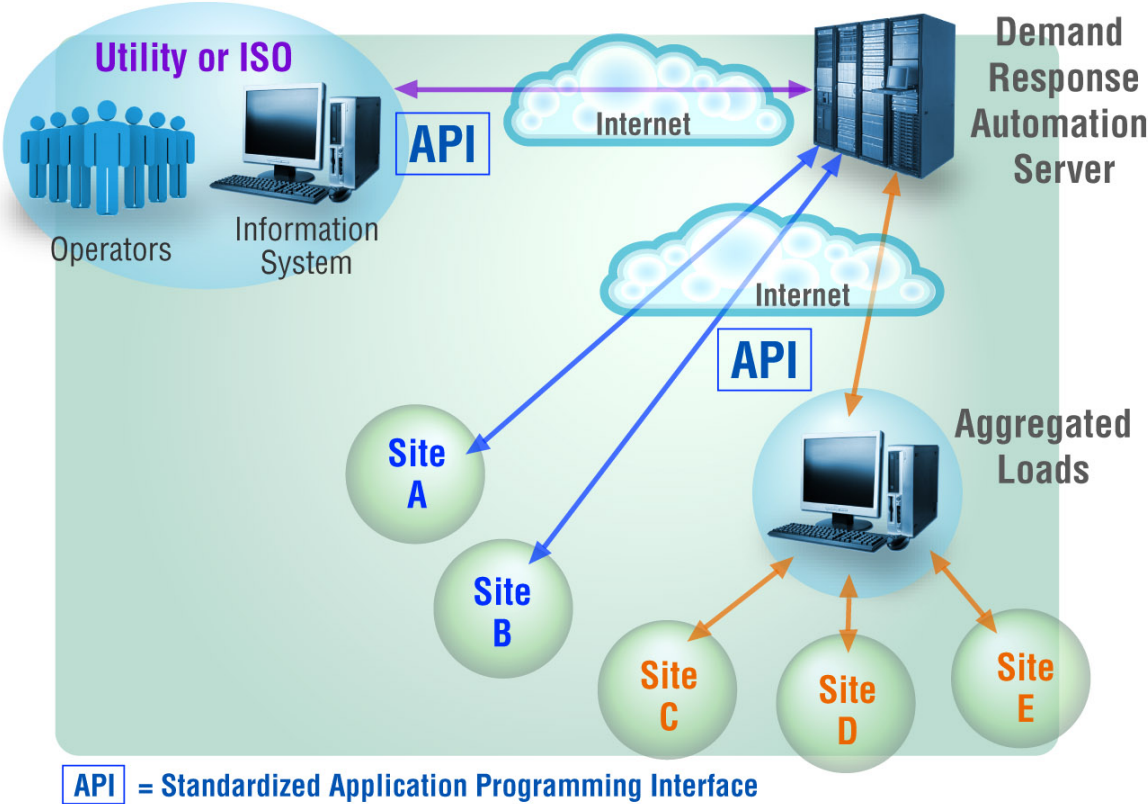 Utility or ISO
Operators
Information
System
API
Internet
Demand
Response
Automation
Server
Internet
API
Aggregated
Loads
Site
A
Site
B
Site
C
Site
D
Site
E
API = Standardized Application Programming Interface